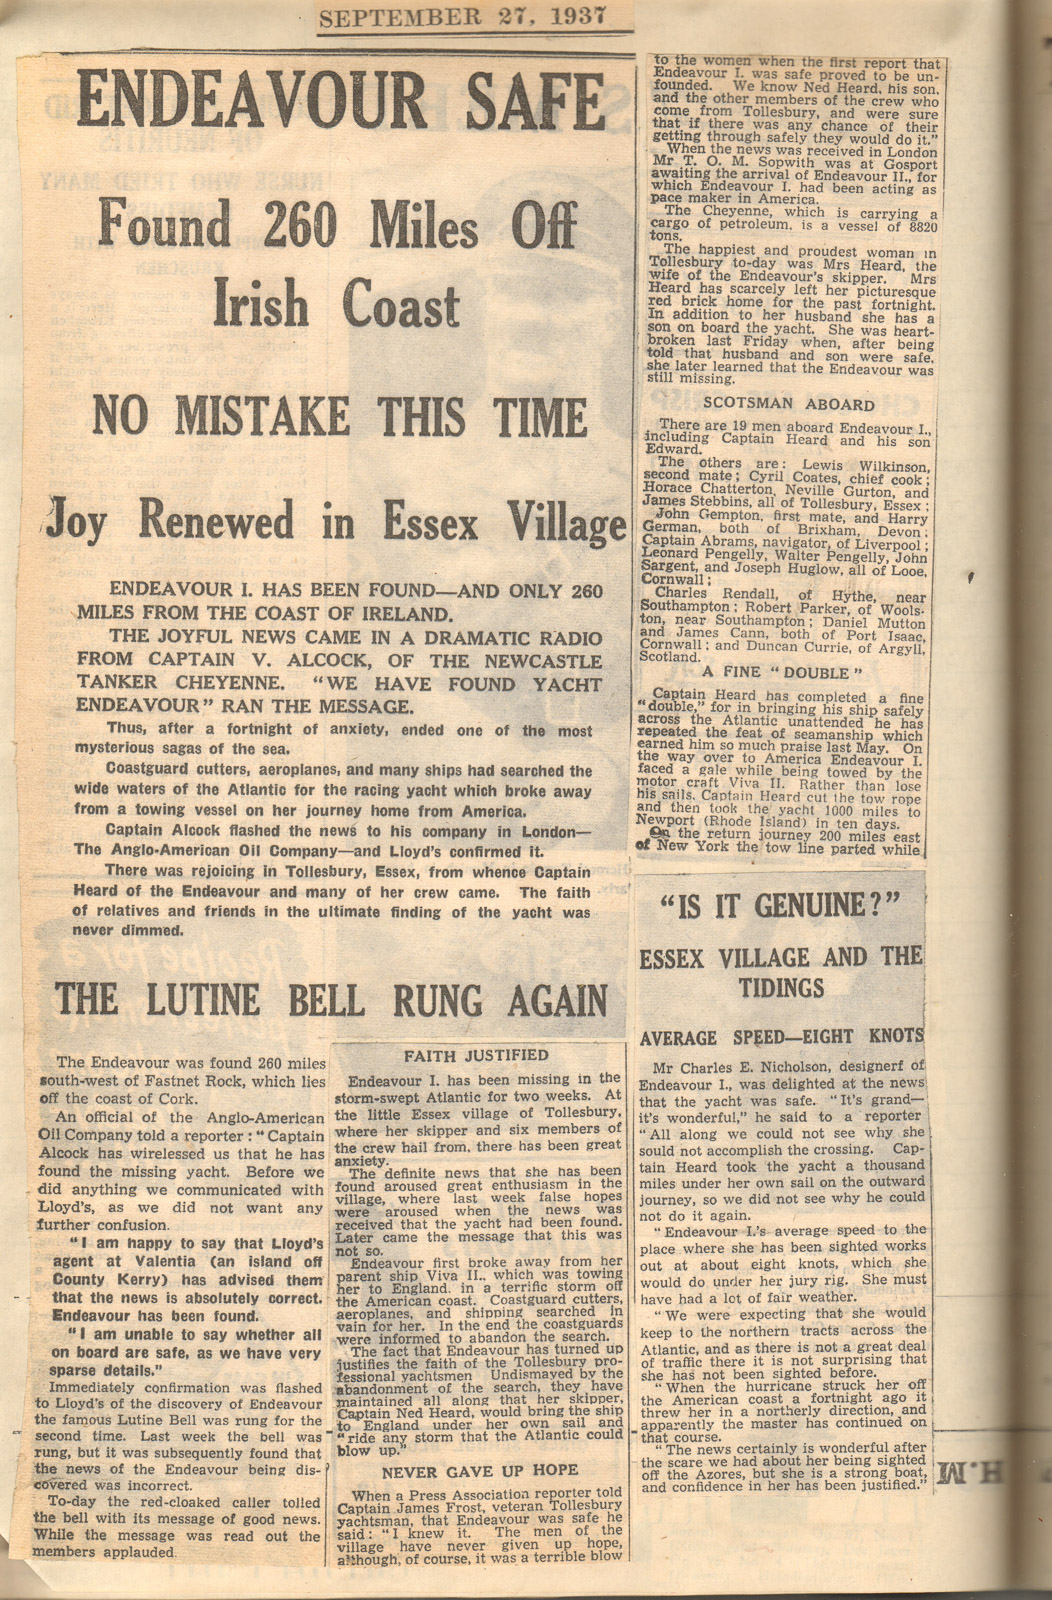 SEPTEMBER 27, 1937
ENDEAVOUR SAFE
Found 260 Miles Off
Irish Coast
NO MISTAKE THIS TIME
Joy Renewed in Essex Village
ENDEAVOUR I. HAS BEEN FOUND—AND ONLY 260
MILES FROM THE COAST OF IRELAND.
THE JOYFUL NEWS CAME IN A DRAMATIC RADIO
FROM CAPTAIN V. ALCOCK, OF THE NEWCASTLE
TANKER CHEYENNE. "WE HAVE FOUND YACHT
ENDEAVOUR" RAN THE MESSAGE.
Thus, after a fortnight of anxiety, ended one of the most
mysterious sagas of the sea.
Coastguard cutters, aeroplanes, and many ships had searched the
wide waters of the Atlantic for the racing yacht which broke away
from a towing vessel on her journey home from America.
Captain Alcock flashed the news to his company in London—
The Anglo-American Oil Company—and Lloyd's confirmed it.
There was rejoicing in Tollesbury, Essex, from whence Captain
Heard of the Endeavour and many of her crew came. The faith
of relatives and friends in the ultimate finding of the yacht was
never dimmed.
THE LUTINE BELL RUNG AGAIN
The Endeavour was found 260 miles
south-west of Fastnet Rock, which lies
off the coast of Cork.
An official of the Anglo-American
Oil Company told a reporter: "Captain
Alcock has wirelessed us that he has
found the missing yacht. Before we
did anything we communicated with
Lloyd's, as we did not want any
further confusion.
"I am happy to say that Lloyd's
agent at Valentia (an island off
County Kerry) has advised them
that the news is absolutely correct.
Endeavour has been found.
"I am unable to say whether all
on board are safe, as we have very
sparse details."
Immediately confirmation was flashed
to Lloyd's of the discovery of Endeavour
the famous Lutine Bell was rung for the
second time. Last week the bell was
rung, but it was subsequently found that
the news of the Endeavour being dis-
covered was incorrect.
To-day the red-cloaked caller tolled
the bell with its message of good news.
While the message was read out the
members applauded.
FAITH JUSTIFIED
Endeavour I. has been missing in the
storm-swept Atlantic for two weeks. At
the little Essex village of Tollesbury,
where her skipper and six members of
the crew hail from, there has been great
anxiety.
The definite news that she has been
found aroused great enthusiasm in the
village, where last week false hopes
were aroused when the news was
received that the yacht had been found.
Later came the message that this was
not so.
Endeavour first broke away from her
parent ship Viva II., which was towing
her to England, in a terrific storm off
the American coast. Coastguard cutters,
aeroplanes, and shipping searched in
vain for her. In the end the coastguards
were informed to abandon the search.
The fact that Endeavour has turned up
justifies the faith of the Tollesbury pro-
fessional yachtsmen Undismayed by the
abandonment of the search, they have
maintained all along that her skipper,
Captain Ned Heard, would bring the ship
to England under her own sail and
"ride any storm that the Atlantic could
blow up."
NEVER GAVE UP HOPE
When a Press Association reporter told
Captain James Frost, veteran Tollesbury
yachtsman, that Endeavour was safe he
said: "I knew it. The men of the
village have never given up hope,
although, of course, it was a terrible blow
to the women when the first report that
Endeavour I. was safe proved to be un-
founded. We know Ned Heard, his son,
and the other members of the crew who
come from Tollesbury, and were sure
that if there was any chance of their
getting through safely they would do it."
When the news was received in London
Mr T. O. M. Sopwith was at Gosport
awaiting the arrival of Endeavour II., for
which Endeavour I. had been acting as
pace maker in America.
The Cheyenne, which is carrying a
cargo of petroleum, is a vessel of 8820
tons.
The happiest and proudest woman in
Tollesbury to-day was Mrs Heard, the
wife of the Endeavour's skipper. Mrs
Heard has scarcely left her picturesque
red brick home for the past fortnight.
In addition to her husband she has a
son on board the yacht. She was heart-
broken last Friday when, after being
told that husband and son were safe,
she later learned that the Endeavour was
still missing.
SCOTSMAN ABOARD
There are 19 men aboard Endeavour I.,
including Captain Heard and his son
Edward.
The others are: Lewis Wilkinson,
second mate; Cyril Coates, chief cook;
Horace Chatterton, Neville Gurton, and
James Stebbins, all of Tollesbury, Essex;
John Gempton, first mate, and Harry
German, both of Brixham, Devon;
Captain Abrams, navigator, of Liverpool;
Leonard Pengelly, Walter Pengelly, John
Sargent, and Joseph Huglow, all of Looe,
Cornwall;
Charles Rendall, of Hythe, near
Southampton; Robert Parker, of Wools-
ton, near Southampton; Daniel Mutton
and James Cann, both of Port Isaac,
Cornwall; and Duncan Currie, of Argyll,
Scotland.
A FINE "DOUBLE"
Captain Heard has completed a fine
"double," for in bringing his ship safely
across the Atlantic unattended he has
repeated the feat of seamanship which
earned him so much praise last May. On
the way over to America Endeavour I.
faced a gale while being towed by the
motor craft Viva II. Rather than lose
his sails, Captain Heard cut the tow rope
and then took the yacht 1000 miles to
Newport (Rhode Island) in ten days.
On the return journey 200 miles east
of New York the tow line parted while
"IS IT GENUINE?"
ESSEX VILLAGE AND THE
TIDINGS
AVERAGE SPEED—EIGHT KNOTS
Mr Charles E. Nicholson, designerf of
Endeavour I., was delighted at the news
that the yacht was safe. "It's grand—
it's wonderful," he said to a reporter
"All along we could not see why she
sould not accomplish the crossing. Cap-
tain Heard took the yacht a thousand
miles under her own sail on the outward
journey, so we did not see why he could
not do it again.
"Endeavour I.'s average speed to the
place where she has been sighted works
out at about eight knots, which she
would do under her jury rig. She must
have had a lot of fair weather.
"We were expecting that she would
keep to the northern tracts across the
Atlantic, and as there is not a great deal
of traffic there it is not surprising that
she has not been sighted before.
"When the hurricane struck her off
the American coast a fortnight ago it
threw her in a northerly direction, and
apparently the master has continued on
that course.
"The news certainly is wonderful after
the scare we had about her being sighted
off the Azores, but she is a strong boat,
and confidence in her has been justified."